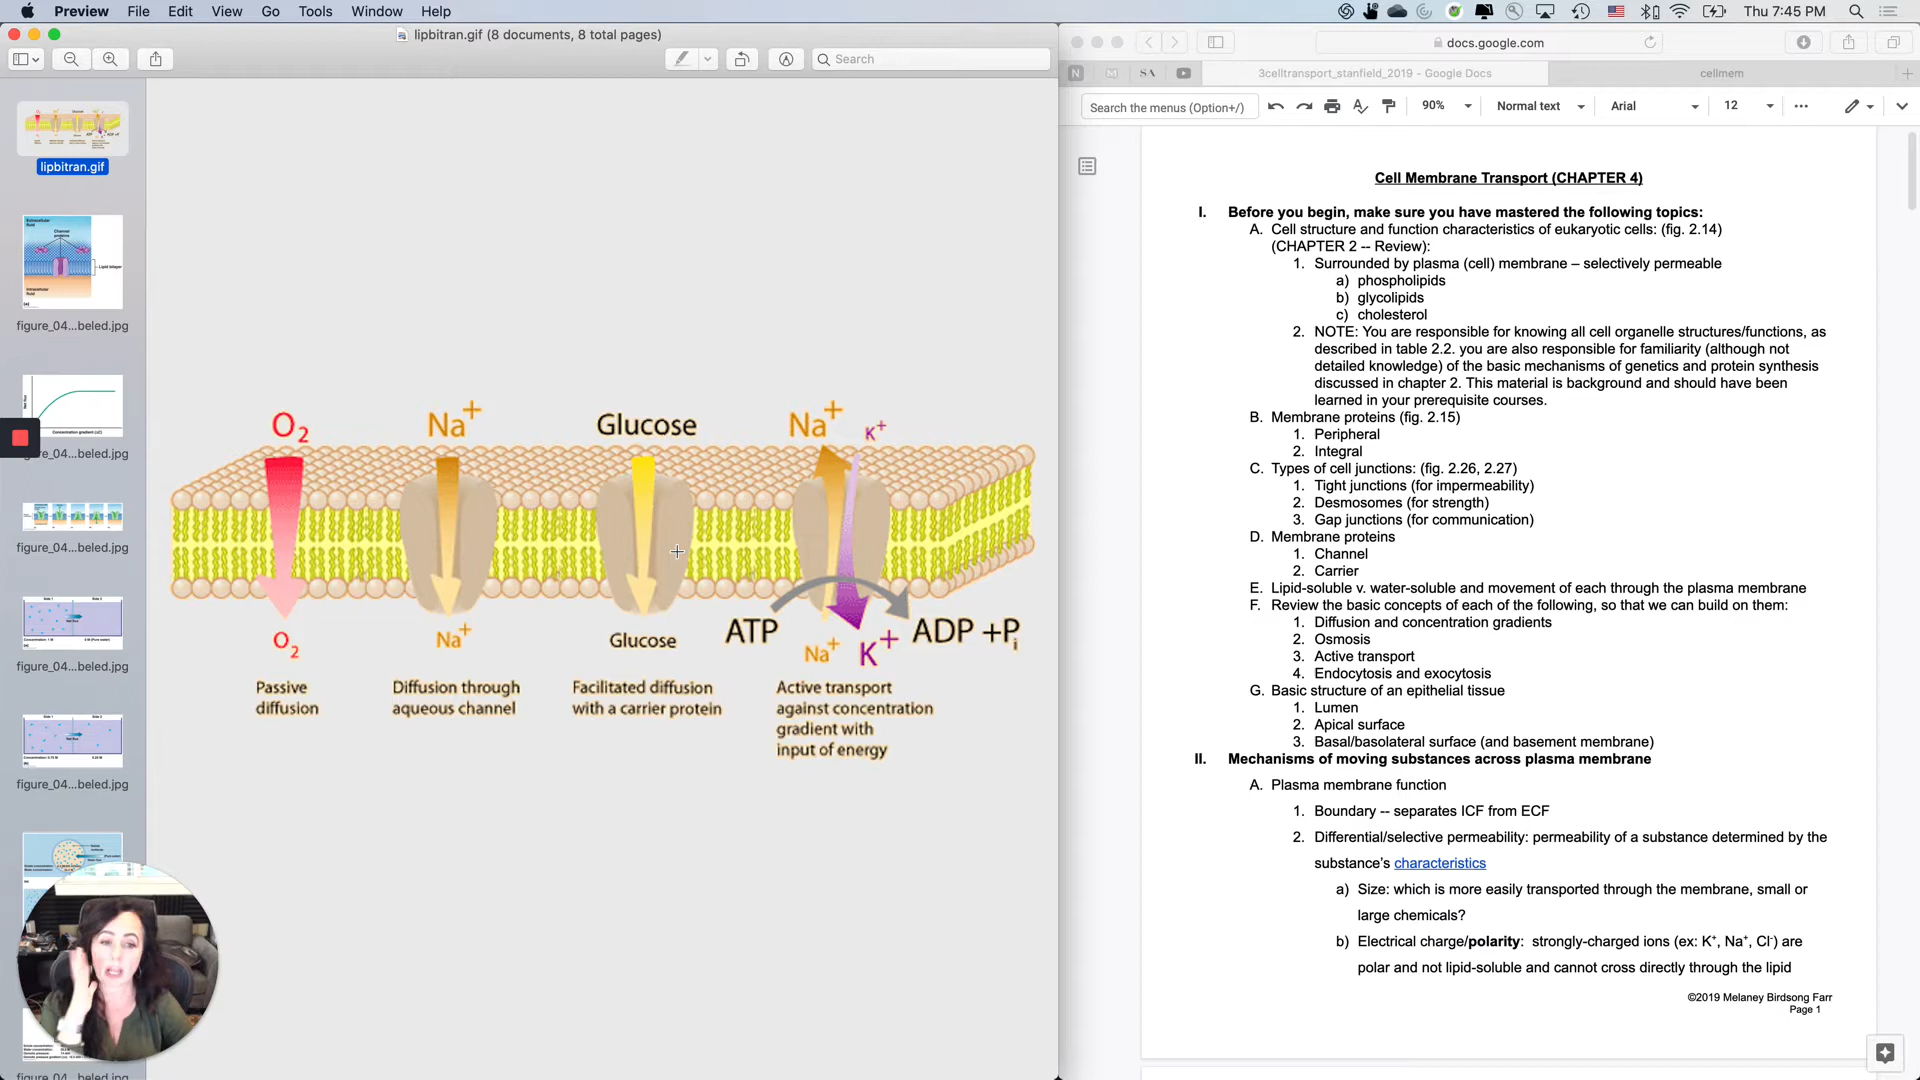 Preview File Edit View Go Tools Window Help
Thu 7:45 PM
lipbitran.gif (8 documents, 8 total pages)
Search
lipbitran.gif
Extracellular fluid
Channel proteins
Lipid bilayer
Intracellular fluid
figure_04...beled.jpg
Concentration gradient (ΔC)
figure_04...beled.jpg
figure_04...beled.jpg
figure_04...beled.jpg
figure_04...beled.jpg
O2 Na+ Glucose Na+ K+
ATP ADP +Pi
O2 Na+ Glucose Na+ K+
Passive
diffusion
Diffusion through
aqueous channel
Facilitated diffusion
with a carrier protein
Active transport
against concentration
gradient with
input of energy
docs.google.com
N M SA
3celltransport_stanfield_2019 - Google Docs
cellmem
Search the menus (Option+/)
90% Normal text Arial 12
Cell Membrane Transport (CHAPTER 4)
I. Before you begin, make sure you have mastered the following topics:
A. Cell structure and function characteristics of eukaryotic cells: (fig. 2.14)
(CHAPTER 2 -- Review):
1. Surrounded by plasma (cell) membrane – selectively permeable
a) phospholipids
b) glycolipids
c) cholesterol
2. NOTE: You are responsible for knowing all cell organelle structures/functions, as
described in table 2.2. you are also responsible for familiarity (although not
detailed knowledge) of the basic mechanisms of genetics and protein synthesis
discussed in chapter 2. This material is background and should have been
learned in your prerequisite courses.
B. Membrane proteins (fig. 2.15)
1. Peripheral
2. Integral
C. Types of cell junctions: (fig. 2.26, 2.27)
1. Tight junctions (for impermeability)
2. Desmosomes (for strength)
3. Gap junctions (for communication)
D. Membrane proteins
1. Channel
2. Carrier
E. Lipid-soluble v. water-soluble and movement of each through the plasma membrane
F. Review the basic concepts of each of the following, so that we can build on them:
1. Diffusion and concentration gradients
2. Osmosis
3. Active transport
4. Endocytosis and exocytosis
G. Basic structure of an epithelial tissue
1. Lumen
2. Apical surface
3. Basal/basolateral surface (and basement membrane)
II. Mechanisms of moving substances across plasma membrane
A. Plasma membrane function
1. Boundary -- separates ICF from ECF
2. Differential/selective permeability: permeability of a substance determined by the
substance's characteristics
a) Size: which is more easily transported through the membrane, small or
large chemicals?
b) Electrical charge/polarity: strongly-charged ions (ex: K+, Na+, Cl-) are
polar and not lipid-soluble and cannot cross directly through the lipid
©2019 Melaney Birdsong Farr
Page 1